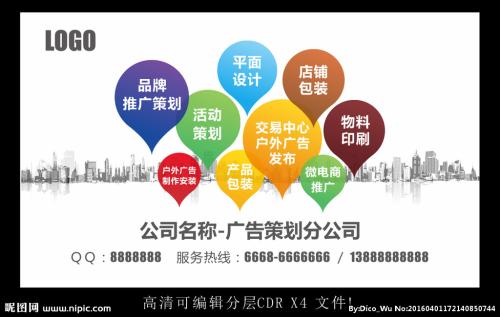 LOGO
平面
设计
店铺
包装
品牌
推广策划
活动
策划
交易中心
户外广告
发布
物料
印刷
户外广告
制作安装
产品
包装
微电商
推广
公司名称-广告策划分公司
QQ:8888888 服务热线:6668-6666666 / 13888888888
高清可编辑分层CDR X4 文件!
昵图网 www.nipic.com
By:Dico_Wu No:20160401172140850744